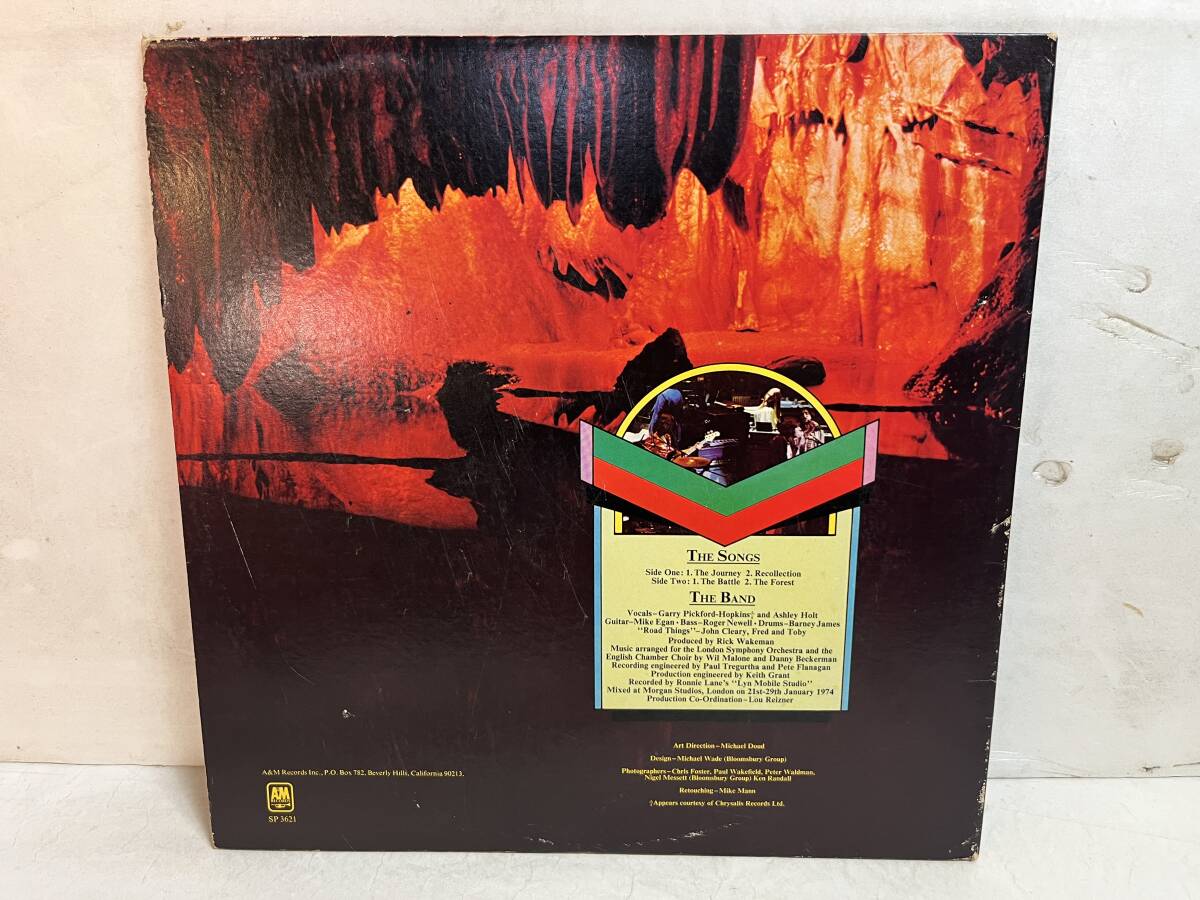 THE SONGS
Side One: 1. The Journey 2. Recollection
Side Two: 1. The Battle 2. The Forest
THE BAND
Vocals–Garry Pickford-Hopkins† and Ashley Holt
Guitar–Mike Egan · Bass–Roger Newell · Drums–Barney James
"Road Things"–John Cleary, Fred and Toby
Produced by Rick Wakeman
Music arranged for the London Symphony Orchestra and the
English Chamber Choir by Wil Malone and Danny Beckerman
Recording engineered by Paul Tregurtha and Pete Flanagan
Production engineered by Keith Grant
Recorded by Ronnie Lane's "Lyn Mobile Studio"
Mixed at Morgan Studios, London on 21st-29th January 1974
Production Co-Ordination–Lou Reizner
Art Direction–Michael Doud
Design–Michael Wade (Bloomsbury Group)
Photographers–Chris Foster, Paul Wakefield, Peter Waldman,
Nigel Messett (Bloomsbury Group) Ken Randall
Retouching–Mike Mann
†Appears courtesy of Chrysalis Records Ltd.
A&M Records Inc., P.O. Box 782, Beverly Hills, California 90213.
A&M
RECORDS
SP 3621